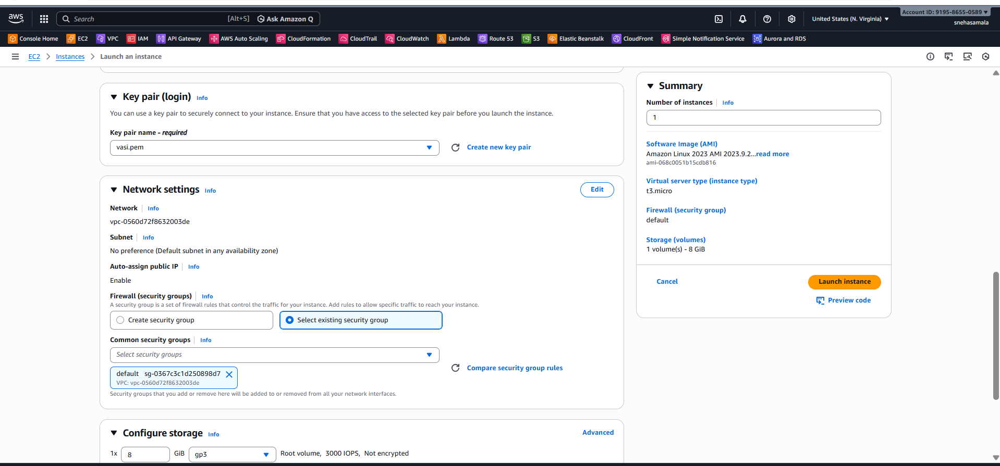 aws Search [Alt+S] Ask Amazon Q United States (N. Virginia) Account ID: 9195-8655-0589
snehasamala
Console Home EC2 VPC IAM API Gateway AWS Auto Scaling CloudFormation CloudTrail CloudWatch Lambda Route 53 S3 Elastic Beanstalk CloudFront Simple Notification Service Aurora and RDS
EC2 Instances Launch an instance
Key pair (login) Info
You can use a key pair to securely connect to your instance. Ensure that you have access to the selected key pair before you launch the instance.
Key pair name - required
vasi.pem Create new key pair
Network settings Info Edit
Network Info
vpc-0560d72f8632003de
Subnet Info
No preference (Default subnet in any availability zone)
Auto-assign public IP Info
Enable
Firewall (security groups) Info
A security group is a set of firewall rules that control the traffic for your instance. Add rules to allow specific traffic to reach your instance.
Create security group Select existing security group
Common security groups Info
Select security groups
Compare security group rules
default sg-0367c3c1d250898d7
VPC: vpc-0560d72f8632003de
Security groups that you add or remove here will be added to or removed from all your network interfaces.
Configure storage Info Advanced
1x 8 GiB gp3 Root volume, 3000 IOPS, Not encrypted
Summary
Number of instances Info
1
Software Image (AMI)
Amazon Linux 2023 AMI 2023.9.2...read more
ami-068c0051b15cdb816
Virtual server type (instance type)
t3.micro
Firewall (security group)
default
Storage (volumes)
1 volume(s) - 8 GiB
Cancel Launch instance
Preview code